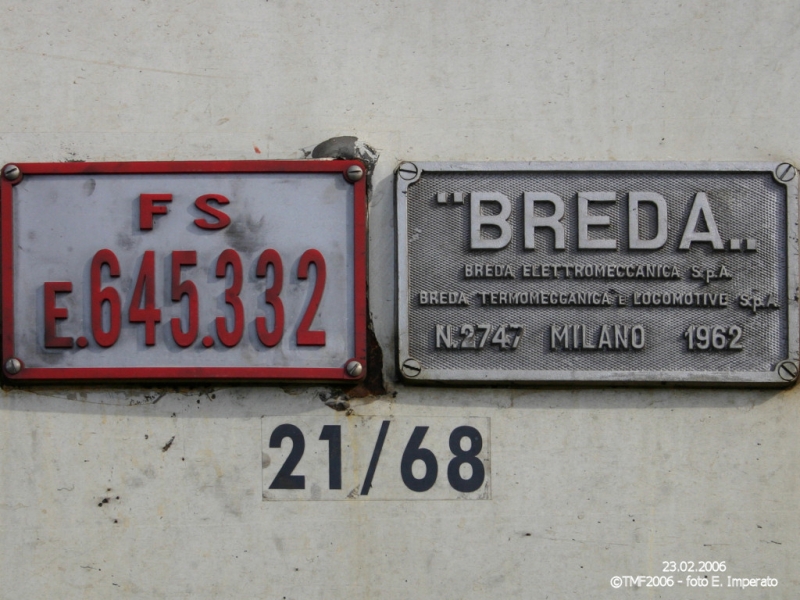 FS
E.645.332
"BREDA„
BREDA ELETTROMECCANICA S.p.A.
BREDA TERMOMECCANICA E LOCOMOTIVE S.p.A.
N.2747 MILANO 1962
21/68
23.02.2006
©TMF2006 - foto E. Imperato